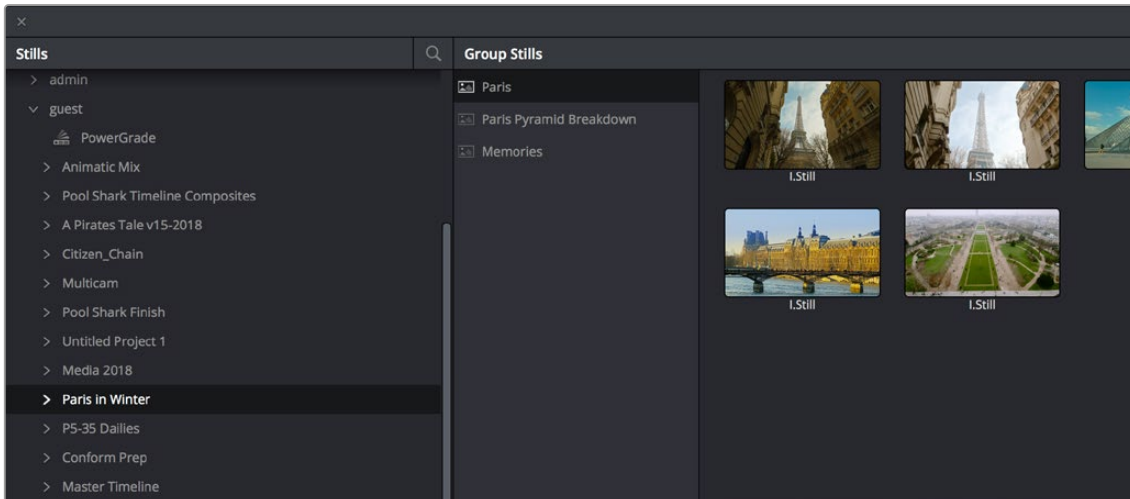 Stills
admin
guest
PowerGrade
Animatic Mix
Pool Shark Timeline Composites
A Pirates Tale v15-2018
Citizen_Chain
Multicam
Pool Shark Finish
Untitled Project 1
Media 2018
Paris in Winter
P5-35 Dailies
Conform Prep
Master Timeline
Group Stills
Paris
Paris Pyramid Breakdown
Memories
I.Still
I.Still
I.Still
I.Still